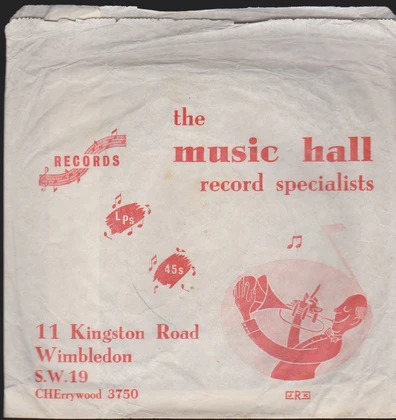 the
music hall
record specialists
RECORDS
LPs
45s
11 Kingston Road
Wimbledon
S.W.19
CHErrywood 3750